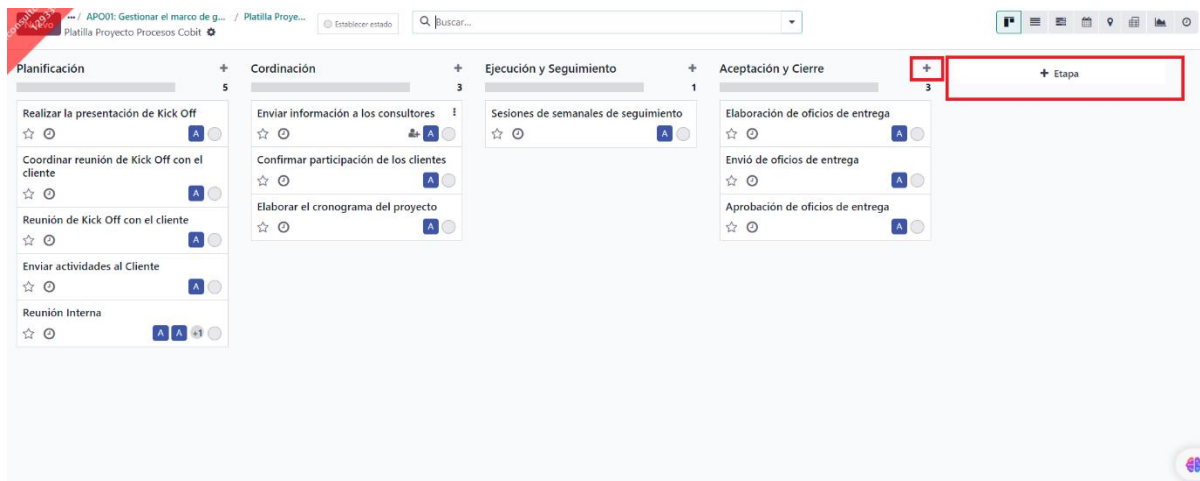 Nuevo
... / APO01: Gestionar el marco de g... / Platilla Proye...
Platilla Proyecto Procesos Cobit
Establecer estado
Buscar...
Planificación
5
Realizar la presentación de Kick Off
A
Coordinar reunión de Kick Off con el
cliente
A
Reunión de Kick Off con el cliente
A
Enviar actividades al Cliente
A
Reunión Interna
A A +1
Cordinación
3
Enviar información a los consultores
A
Confirmar participación de los clientes
A
Elaborar el cronograma del proyecto
A
Ejecución y Seguimiento
1
Sesiones de semanales de seguimiento
A
Aceptación y Cierre
3
Elaboración de oficios de entrega
A
Envió de oficios de entrega
A
Aprobación de oficios de entrega
A
+ Etapa